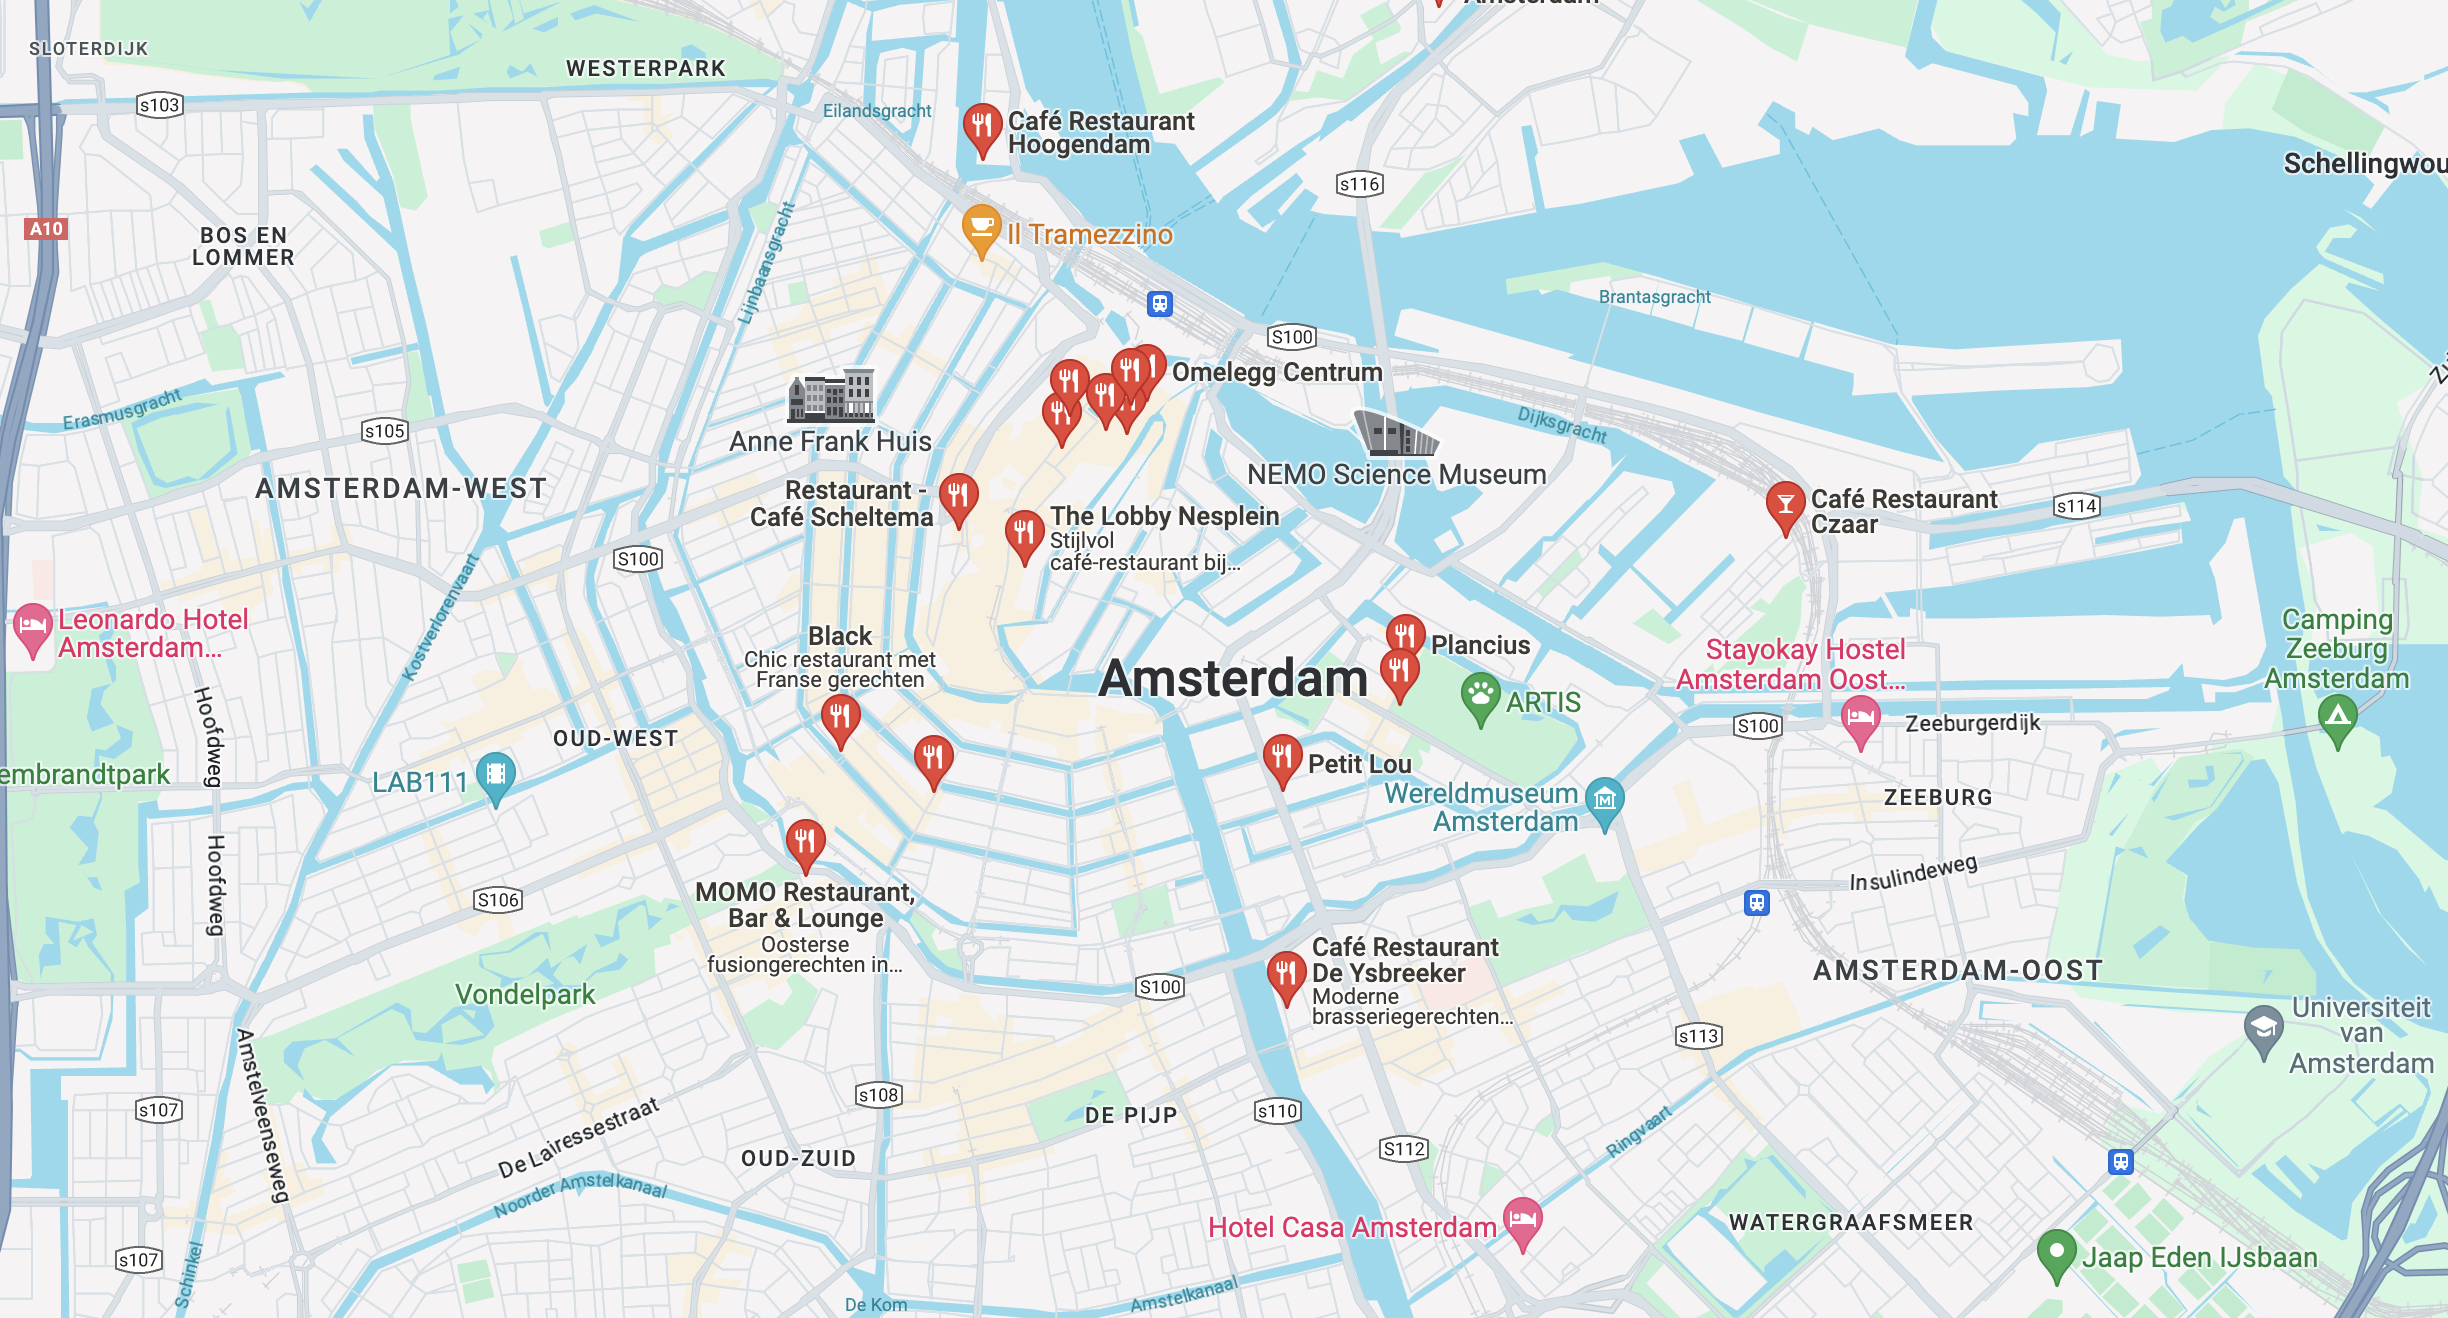 Amsterdam
SLOTERDIJK
WESTERPARK
s103
Eilandsgracht
Café Restaurant
Hoogendam
s116
Schellingwou
A10
BOS EN
LOMMER
Lijnbaansgracht
Il Tramezzino
Brantasgracht
S100
Omelegg Centrum
Erasmusgracht
s105
Anne Frank Huis
Dijksgracht
NEMO Science Museum
AMSTERDAM-WEST
Restaurant -
Café Scheltema
The Lobby Nesplein
Stijlvol
café-restaurant bij...
Café Restaurant
Czaar
s114
S100
Kostverlorenvaart
Leonardo Hotel
Amsterdam...
Black
Chic restaurant met
Franse gerechten
Amsterdam
Plancius
ARTIS
Stayokay Hostel
Amsterdam Oost...
Camping
Zeeburg
Amsterdam
S100
Zeeburgerdijk
Hoofdweg
OUD-WEST
embrandtpark
LAB111
Petit Lou
Wereldmuseum
Amsterdam
ZEEBURG
Hoofdweg
Insulindeweg
S106
MOMO Restaurant,
Bar & Lounge
Oosterse
fusiongerechten in...
Café Restaurant
De Ysbreeker
Moderne
brasseriegerechten...
AMSTERDAM-OOST
Vondelpark
S100
Universiteit
van
Amsterdam
s113
Amstelveenseweg
s107
s108
De Lairessestraat
DE PIJP
s110
Ringvaart
S112
OUD-ZUID
Noorder Amstelkanaal
Hotel Casa Amsterdam
WATERGRAAFSMEER
s107
Schinkel
Jaap Eden IJsbaan
De Kom
Amstelkanaal